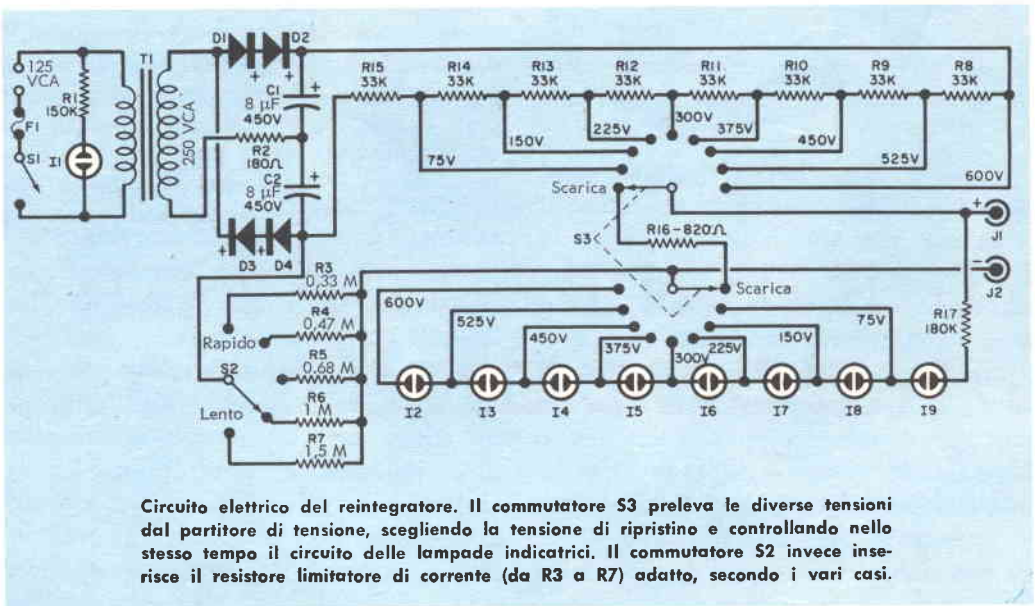 125
VCA
R1
150K
F1
S1
I1
T1
250 VCA
D1
D2
C1
8 µF
450V
R2
180Ω
C2
8 µF
450V
D3
D4
R15
33K
R14
33K
R13
33K
R12
33K
R11
33K
R10
33K
R9
33K
R8
33K
75V
150V
225V
300V
375V
450V
525V
600V
Scarica
S3
R16-820Ω
Scarica
+
J1
-
J2
R17
180K
R3
0,33 M
R4
0,47 M
R5
0,68 M
R6
1 M
R7
1,5 M
Rapido
S2
Lento
600V
525V
450V
375V
300V
225V
150V
75V
I2
I3
I4
I5
I6
I7
I8
I9
Circuito elettrico del reintegratore. Il commutatore S3 preleva le diverse tensioni
dal partitore di tensione, scegliendo la tensione di ripristino e controllando nello
stesso tempo il circuito delle lampade indicatrici. Il commutatore S2 invece inse-
risce il resistore limitatore di corrente (da R3 a R7) adatto, secondo i vari casi.